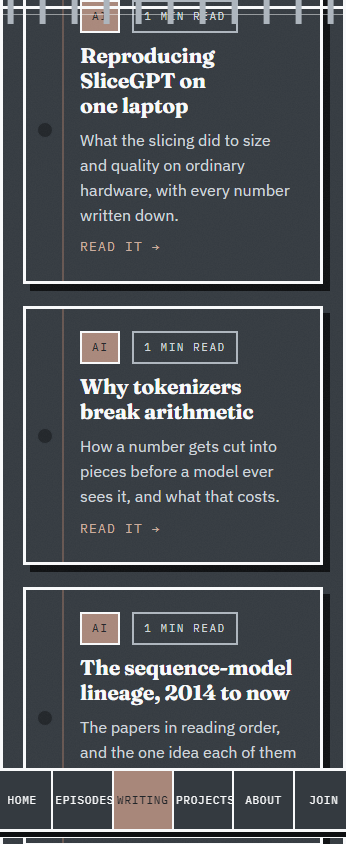 AI 1 MIN READ
Reproducing
SliceGPT on
one laptop
What the slicing did to size
and quality on ordinary
hardware, with every number
written down.
READ IT →
AI 1 MIN READ
Why tokenizers
break arithmetic
How a number gets cut into
pieces before a model ever
sees it, and what that costs.
READ IT →
AI 1 MIN READ
The sequence-model
lineage, 2014 to now
The papers in reading order,
and the one idea each of them
HOME EPISODES WRITING PROJECTS ABOUT JOIN